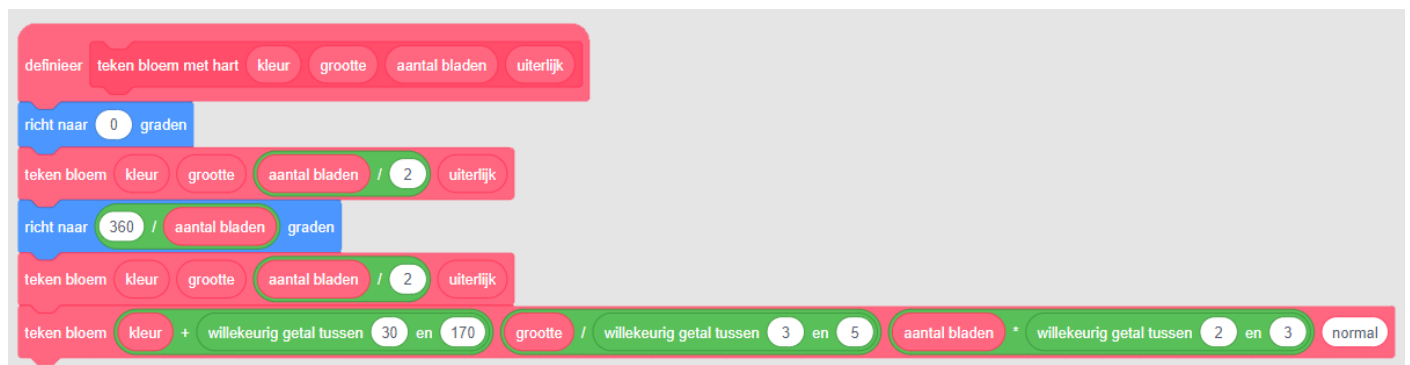 definieer teken bloem met hart kleur grootte aantal bladen uiterlijk
richt naar 0 graden
teken bloem kleur grootte aantal bladen / 2 uiterlijk
richt naar 360 / aantal bladen graden
teken bloem kleur grootte aantal bladen / 2 uiterlijk
teken bloem kleur + willekeurig getal tussen 30 en 170 grootte / willekeurig getal tussen 3 en 5 aantal bladen * willekeurig getal tussen 2 en 3 normal